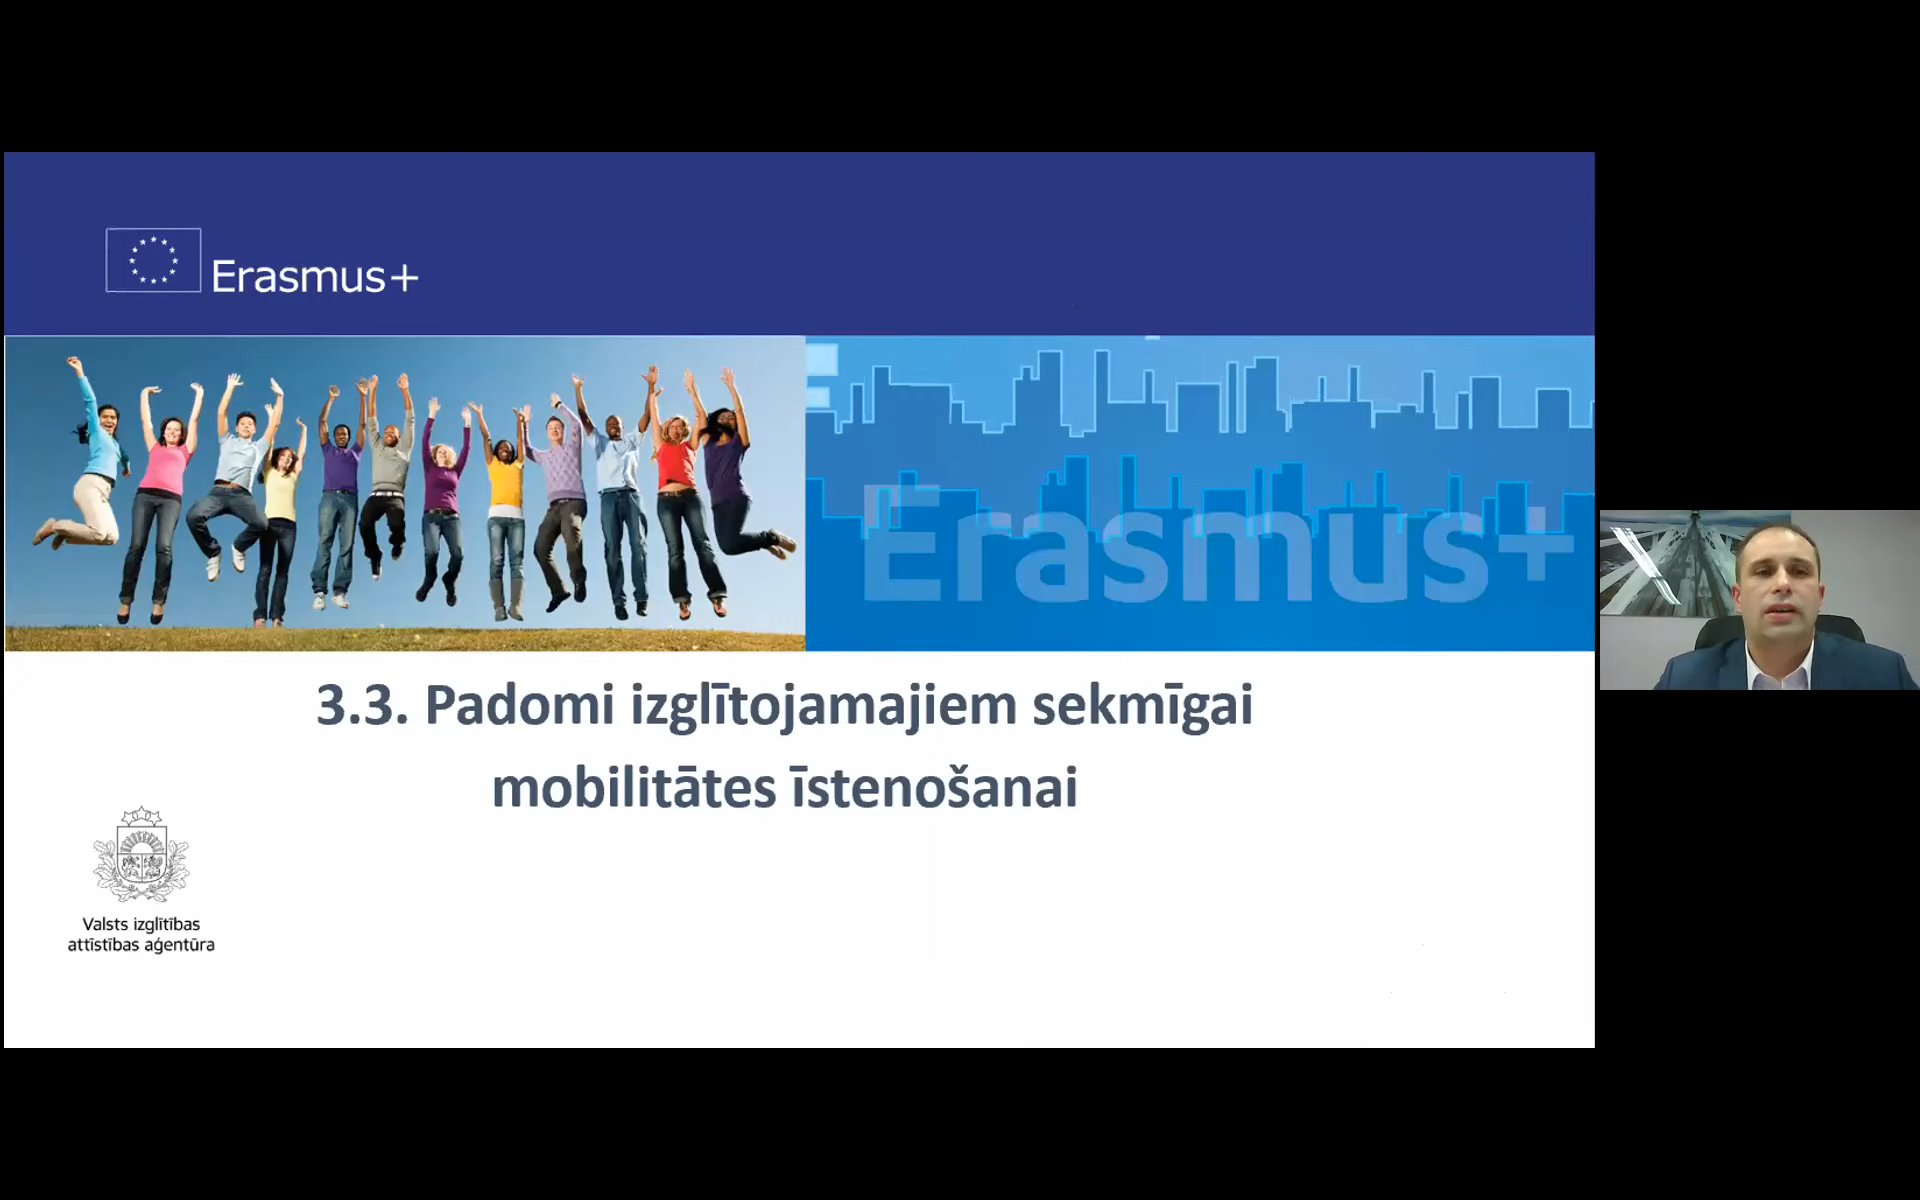 Erasmus+
Erasmus+
3.3. Padomi izglītojamajiem sekmīgai
mobilitātes īstenošanai
Valsts izglītības
attīstības aģentūra